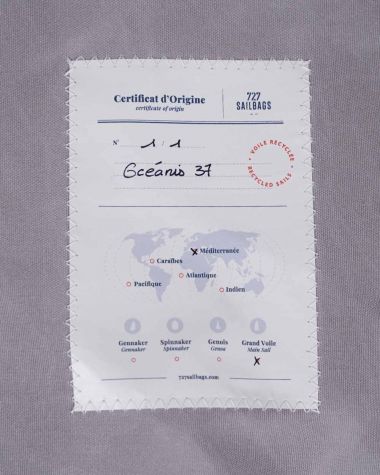 Certificat d'Origine
certificate of origin
727
SAILBAGS
N° 1 / 1
Océanis 37
• VOILE RECYCLÉE •
RECYCLED SAILS
Méditerranée
Caraïbes
Atlantique
Pacifique
Indien
Gennaker Spinnaker Genois Grand Voile
Gennaker Spinnaker Genoa Main Sail
727sailbags.com